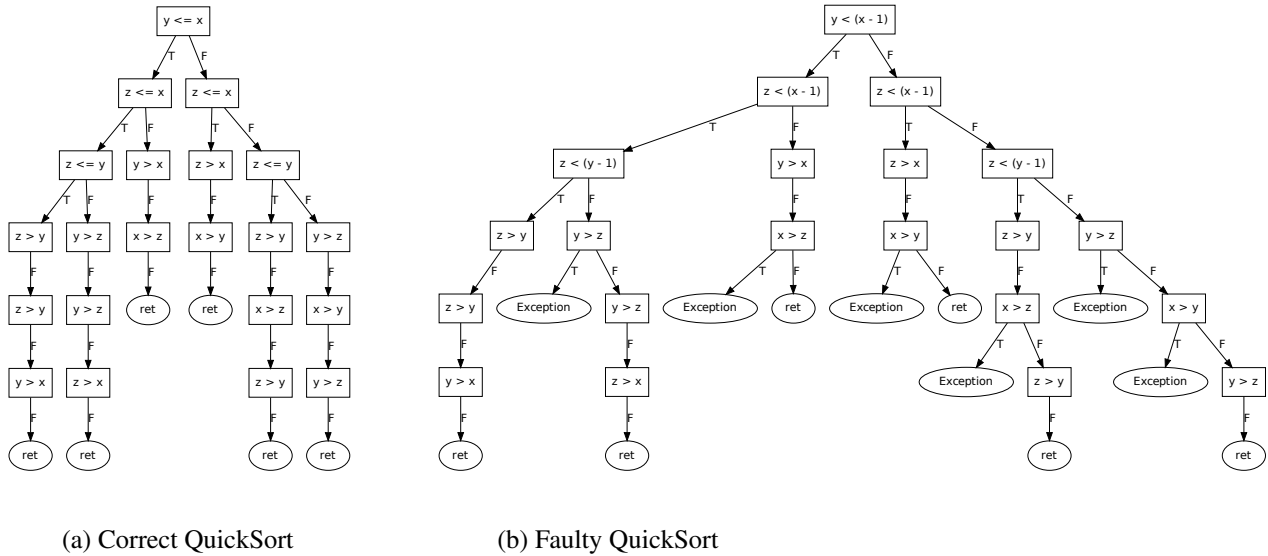 y <= x y < (x - 1)
T F T F
z <= x z <= x z < (x - 1) z < (x - 1)
T F T F T F T F
z <= y y > x z > x z <= y z < (y - 1) y > x z > x z < (y - 1)
T F F F T F T F F F T F
z > y y > z x > z x > y z > y y > z z > y y > z x > z x > y z > y y > z
F F F F F F F T F T F T F F T F
z > y y > z ret ret x > z x > y z > y Exception y > z Exception ret Exception ret x > z Exception x > y
F F F F F F T F T F
y > x z > x z > y y > z y > x z > x Exception z > y Exception y > z
F F F F F F F F
ret ret ret ret ret ret ret ret
(a) Correct QuickSort (b) Faulty QuickSort